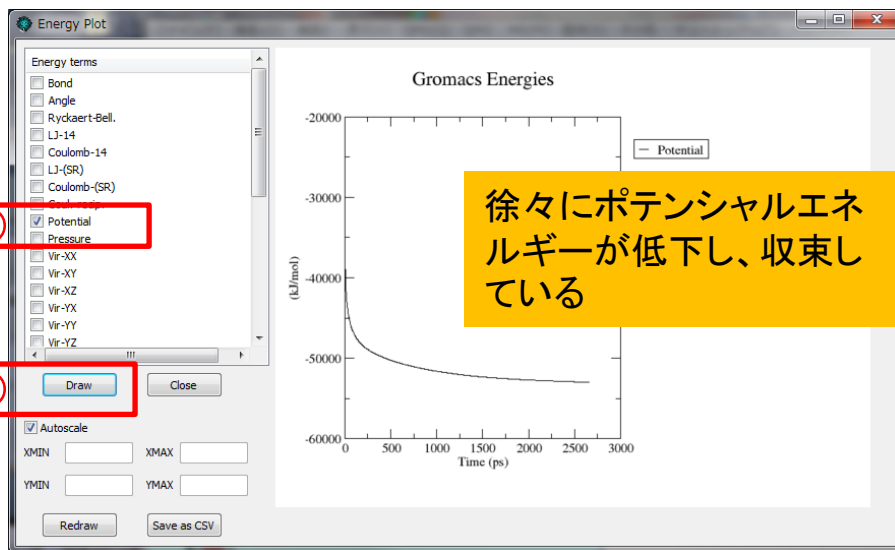 Energy Plot
Energy terms
Bond
Angle
Ryckaert-Bell.
LJ-14
Coulomb-14
LJ-(SR)
Coulomb-(SR)
Potential
Pressure
Vir-XX
Vir-XY
Vir-XZ
Vir-YX
Vir-YY
Vir-YZ
Draw
Close
Autoscale
XMIN
XMAX
YMIN
YMAX
Redraw
Save as CSV
Gromacs Energies
-20000
-30000
-40000
-50000
-60000
(kJ/mol)
0 500 1000 1500 2000 2500 3000
Time (ps)
Potential
徐々にポテンシャルエネ
ルギーが低下し、収束し
ている